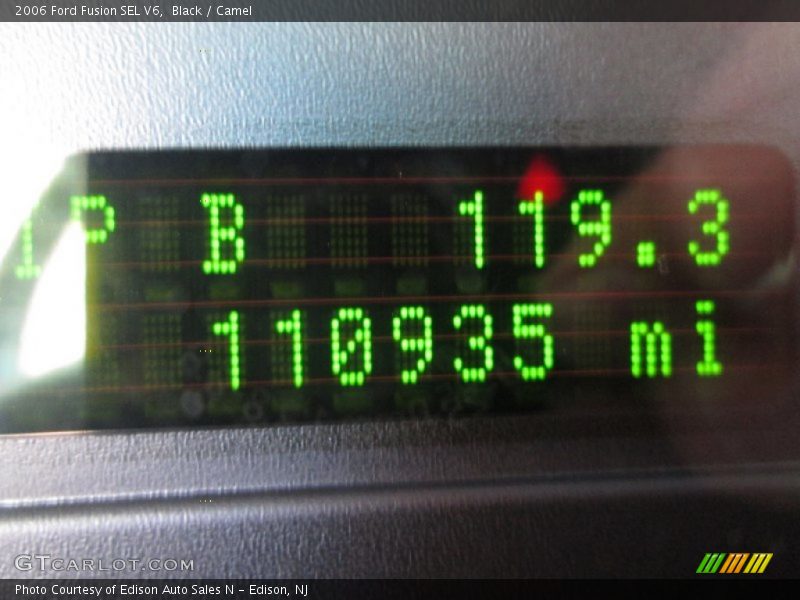 2006 Ford Fusion SEL V6,  Black / Camel
IP B 119.3
110935 mi
GTCARLOT.COM
Photo Courtesy of Edison Auto Sales N - Edison, NJ